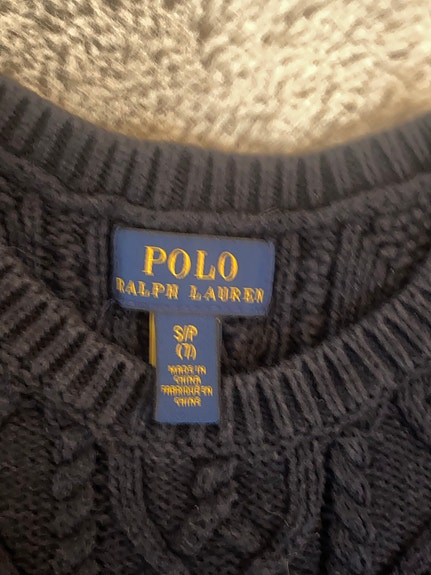 POLO
RALPH LAUREN
S/P
(7)
MADE IN
CHINA
FABRIQUÉ EN
CHINE